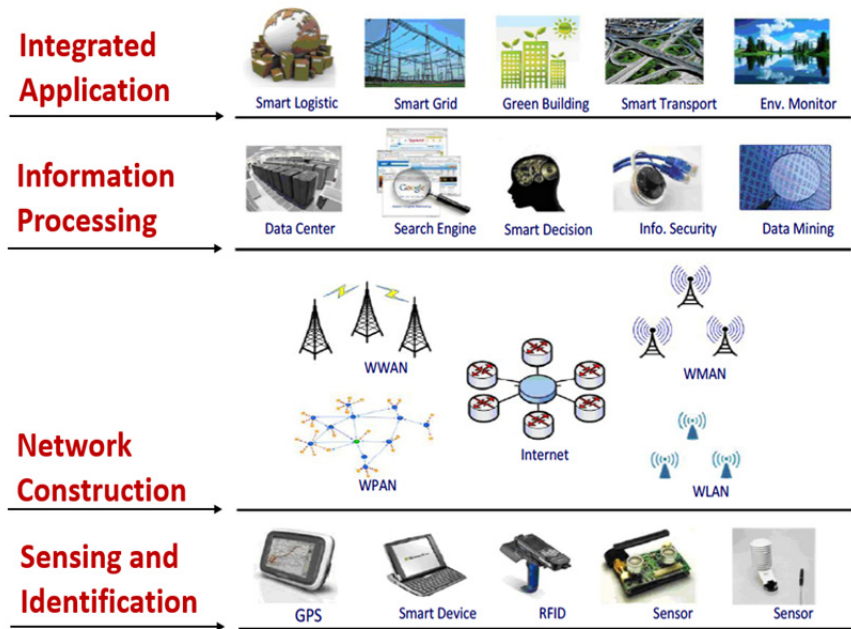 Integrated
Application
Smart Logistic
Smart Grid
Green Building
Smart Transport
Env. Monitor
Information
Processing
Google
Data Center
Search Engine
Smart Decision
Info. Security
Data Mining
WWAN
WMAN
Internet
WPAN
WLAN
Network
Construction
Sensing and
Identification
GPS
Smart Device
RFID
Sensor
Sensor